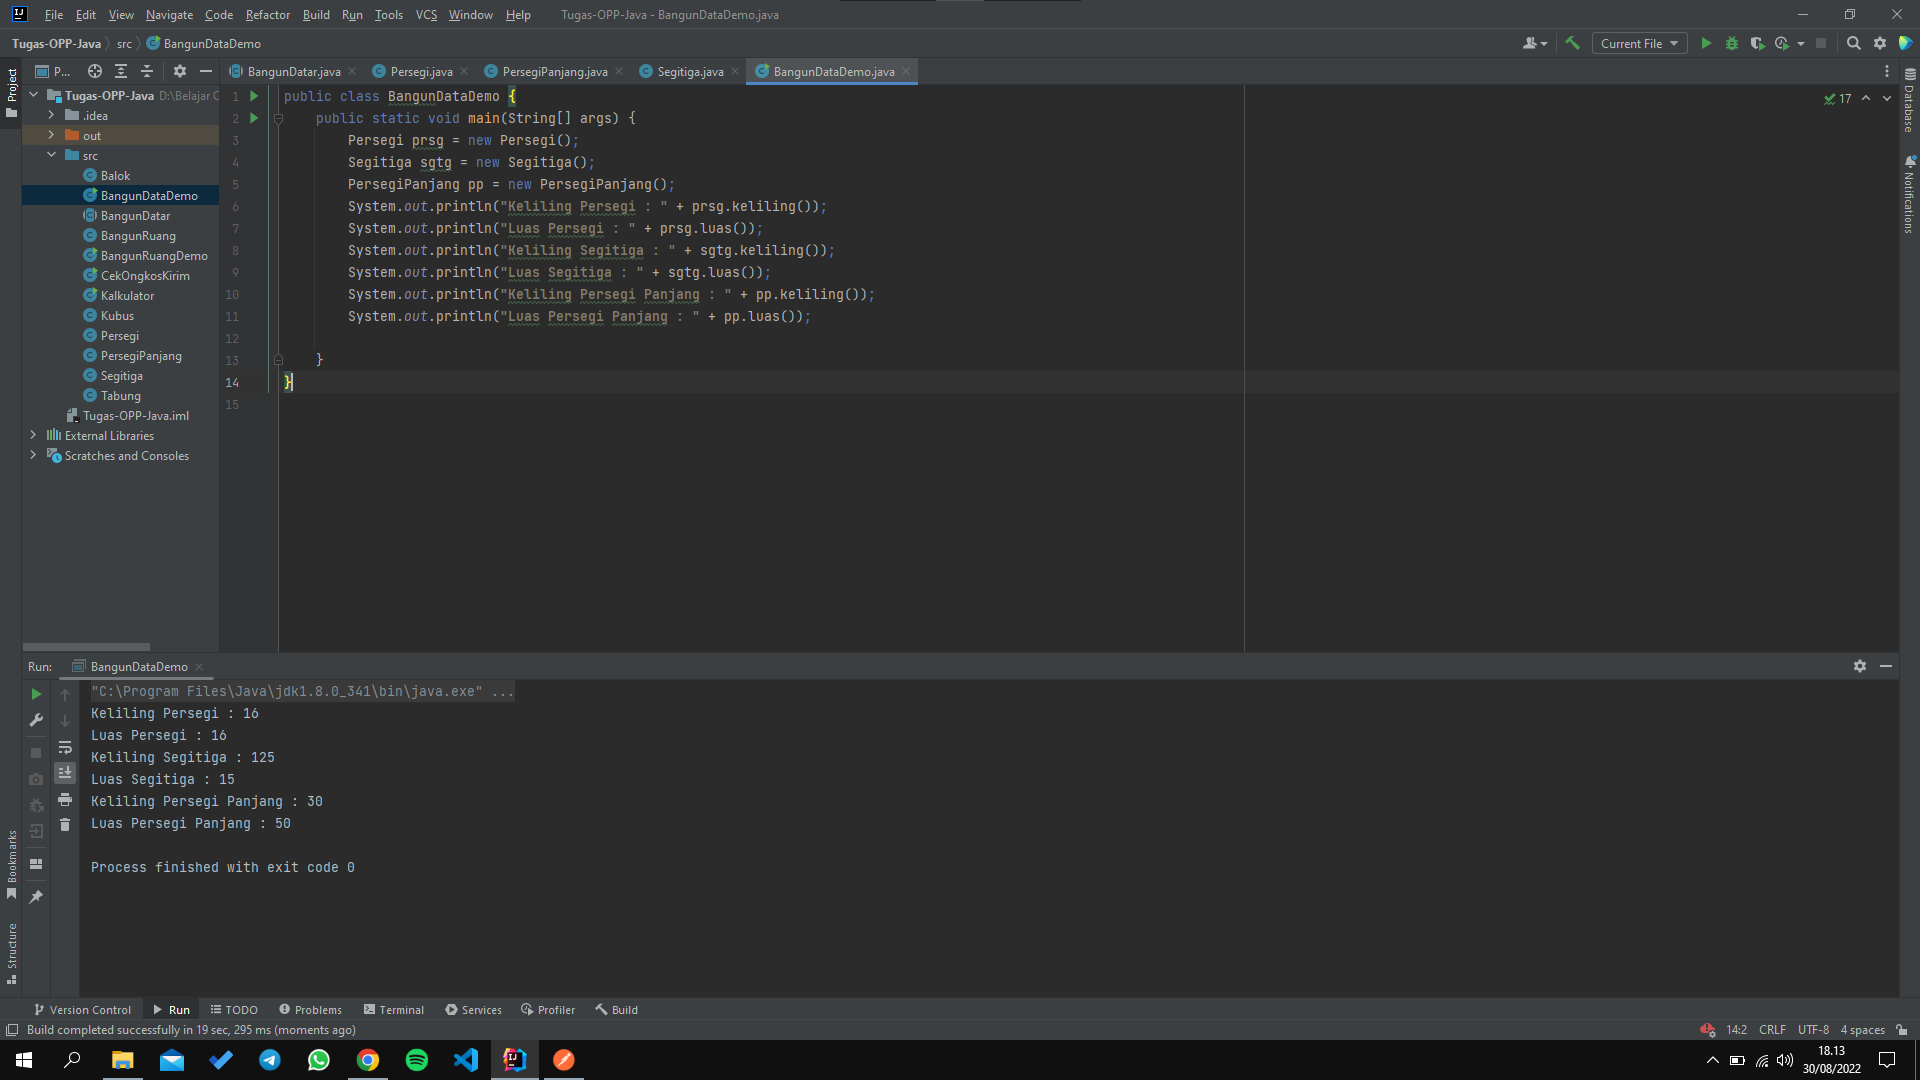 File Edit View Navigate Code Refactor Build Run Tools VCS Window Help Tugas-OPP-Java - BangunDataDemo.java
Tugas-OPP-Java src BangunDataDemo
Current File
Project
P...
BangunDatar.java Persegi.java PersegiPanjang.java Segitiga.java BangunDataDemo.java
Tugas-OPP-Java D:\Belajar C
.idea
out
src
Balok
BangunDataDemo
BangunDatar
BangunRuang
BangunRuangDemo
CekOngkosKirim
Kalkulator
Kubus
Persegi
PersegiPanjang
Segitiga
Tabung
Tugas-OPP-Java.iml
External Libraries
Scratches and Consoles
1 public class BangunDataDemo {
2 public static void main(String[] args) {
3 Persegi prsg = new Persegi();
4 Segitiga sgtg = new Segitiga();
5 PersegiPanjang pp = new PersegiPanjang();
6 System.out.println("Keliling Persegi : " + prsg.keliling());
7 System.out.println("Luas Persegi : " + prsg.luas());
8 System.out.println("Keliling Segitiga : " + sgtg.keliling());
9 System.out.println("Luas Segitiga : " + sgtg.luas());
10 System.out.println("Keliling Persegi Panjang : " + pp.keliling());
11 System.out.println("Luas Persegi Panjang : " + pp.luas());
12
13 }
14 }
15
17
Database
Notifications
Run: BangunDataDemo
"C:\Program Files\Java\jdk1.8.0_341\bin\java.exe" ...
Keliling Persegi : 16
Luas Persegi : 16
Keliling Segitiga : 125
Luas Segitiga : 15
Keliling Persegi Panjang : 30
Luas Persegi Panjang : 50
Process finished with exit code 0
Bookmarks
Structure
Version Control Run TODO Problems Terminal Services Profiler Build
Build completed successfully in 19 sec, 295 ms (moments ago) 14:2 CRLF UTF-8 4 spaces
18.13
30/08/2022